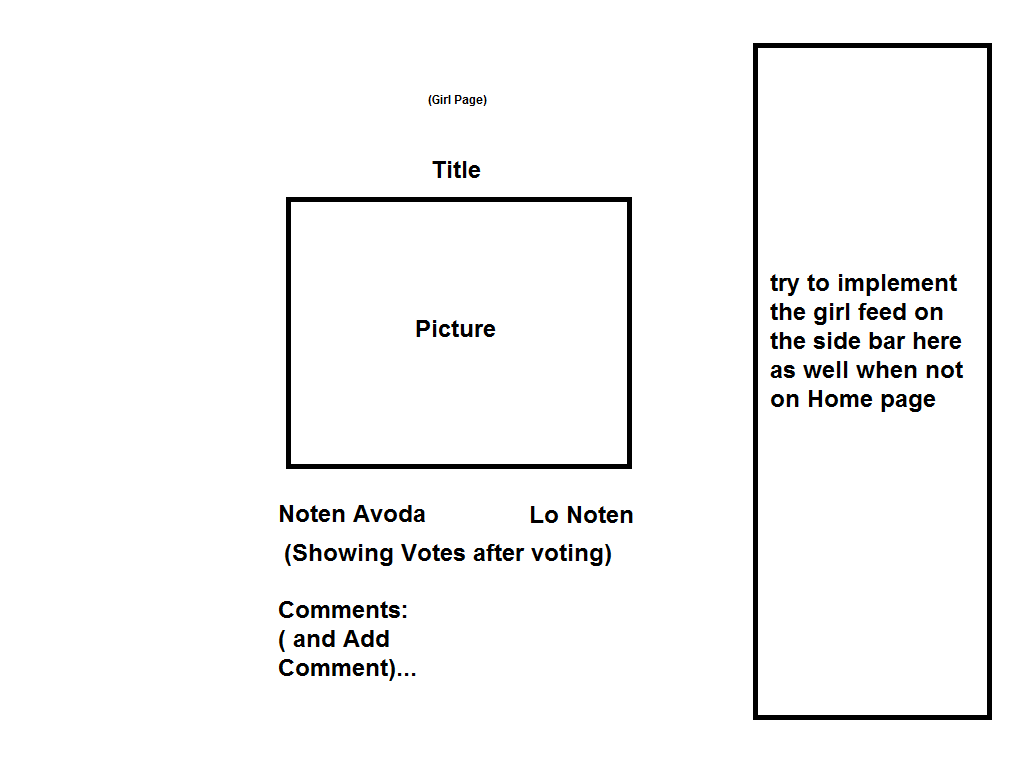 (Girl Page)
Title
Picture
Noten Avoda
Lo Noten
(Showing Votes after voting)
Comments:
( and Add
Comment)...
try to implement
the girl feed on
the side bar here
as well when not
on Home page